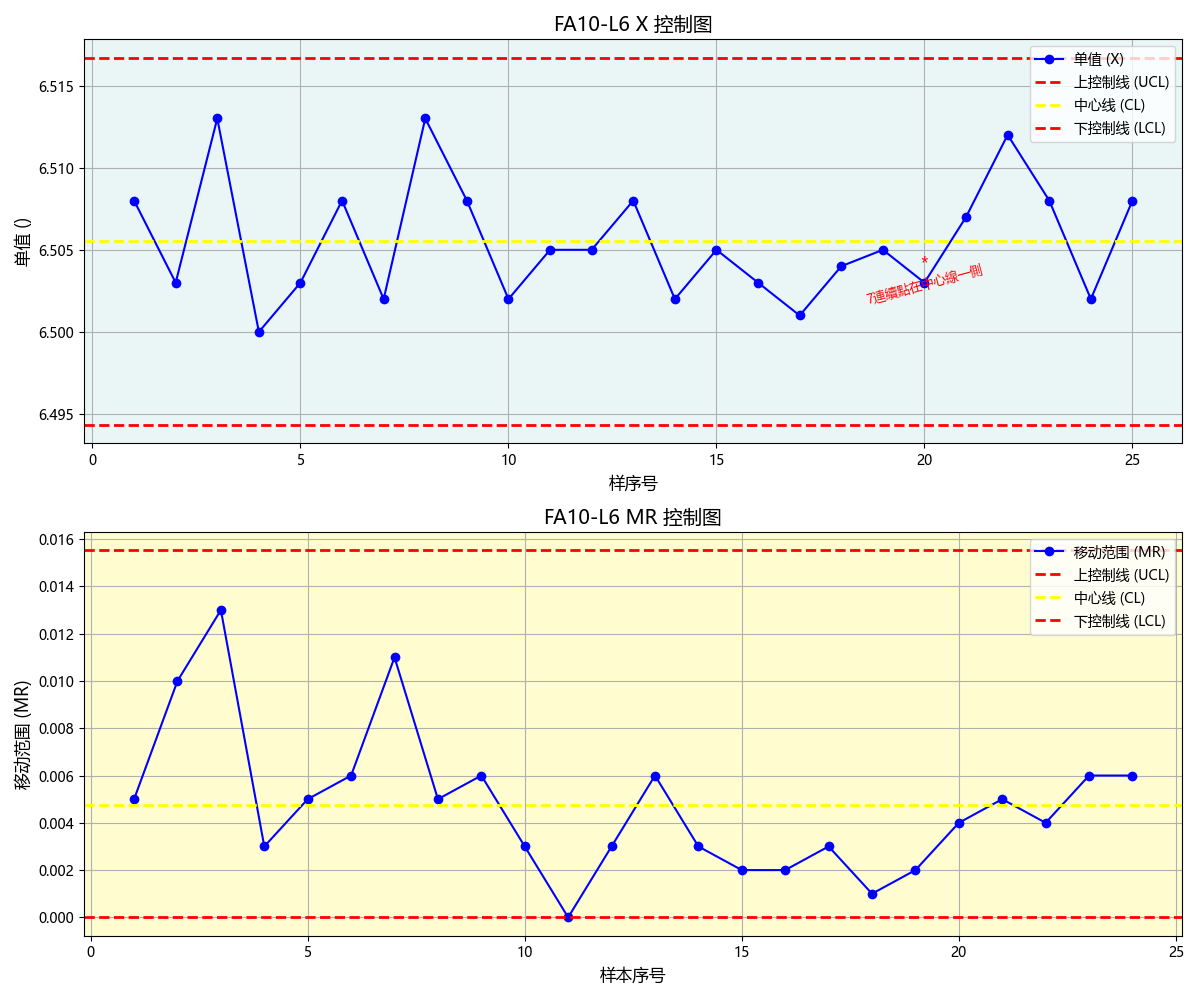 FA10-L6 X 控制图
单值 (X)
上控制线 (UCL)
中心线 (CL)
下控制线 (LCL)
单值 ()
6.515
6.510
6.505
6.500
6.495
*
7連續點在中心線一側
0
5
10
15
20
25
样序号
FA10-L6 MR 控制图
移动范围 (MR)
上控制线 (UCL)
中心线 (CL)
下控制线 (LCL)
移动范围 (MR)
0.016
0.014
0.012
0.010
0.008
0.006
0.004
0.002
0.000
0
5
10
15
20
25
样本序号